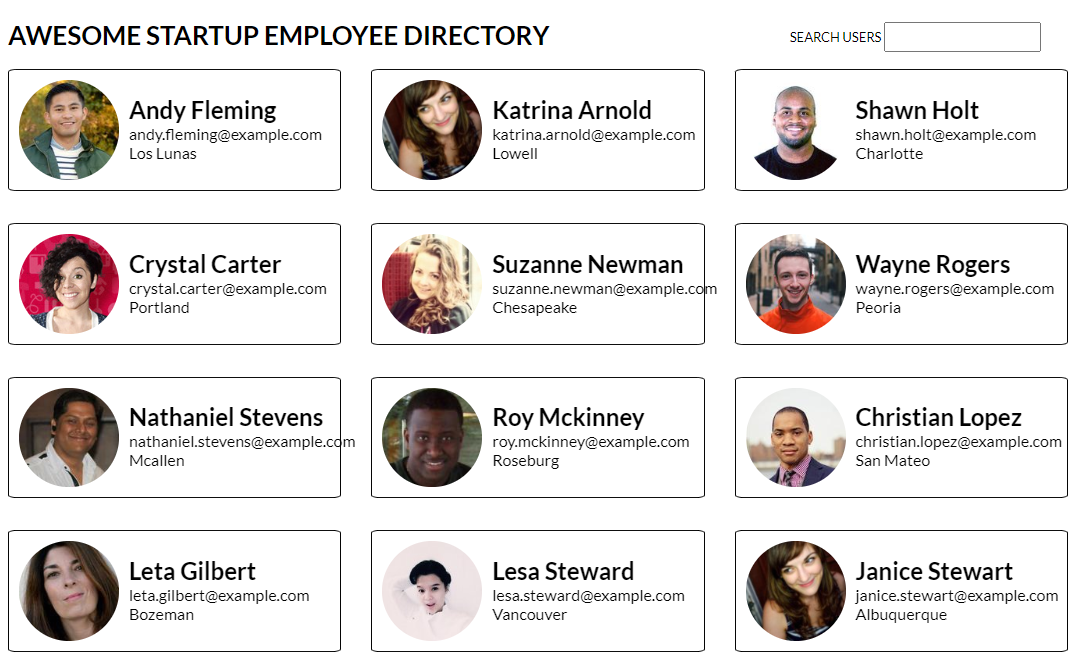 AWESOME STARTUP EMPLOYEE DIRECTORY
SEARCH USERS
Andy Fleming
andy.fleming@example.com
Los Lunas
Katrina Arnold
katrina.arnold@example.com
Lowell
Shawn Holt
shawn.holt@example.com
Charlotte
Crystal Carter
crystal.carter@example.com
Portland
Suzanne Newman
suzanne.newman@example.com
Chesapeake
Wayne Rogers
wayne.rogers@example.com
Peoria
Nathaniel Stevens
nathaniel.stevens@example.com
Mcallen
Roy Mckinney
roy.mckinney@example.com
Roseburg
Christian Lopez
christian.lopez@example.com
San Mateo
Leta Gilbert
leta.gilbert@example.com
Bozeman
Lesa Steward
lesa.steward@example.com
Vancouver
Janice Stewart
janice.stewart@example.com
Albuquerque